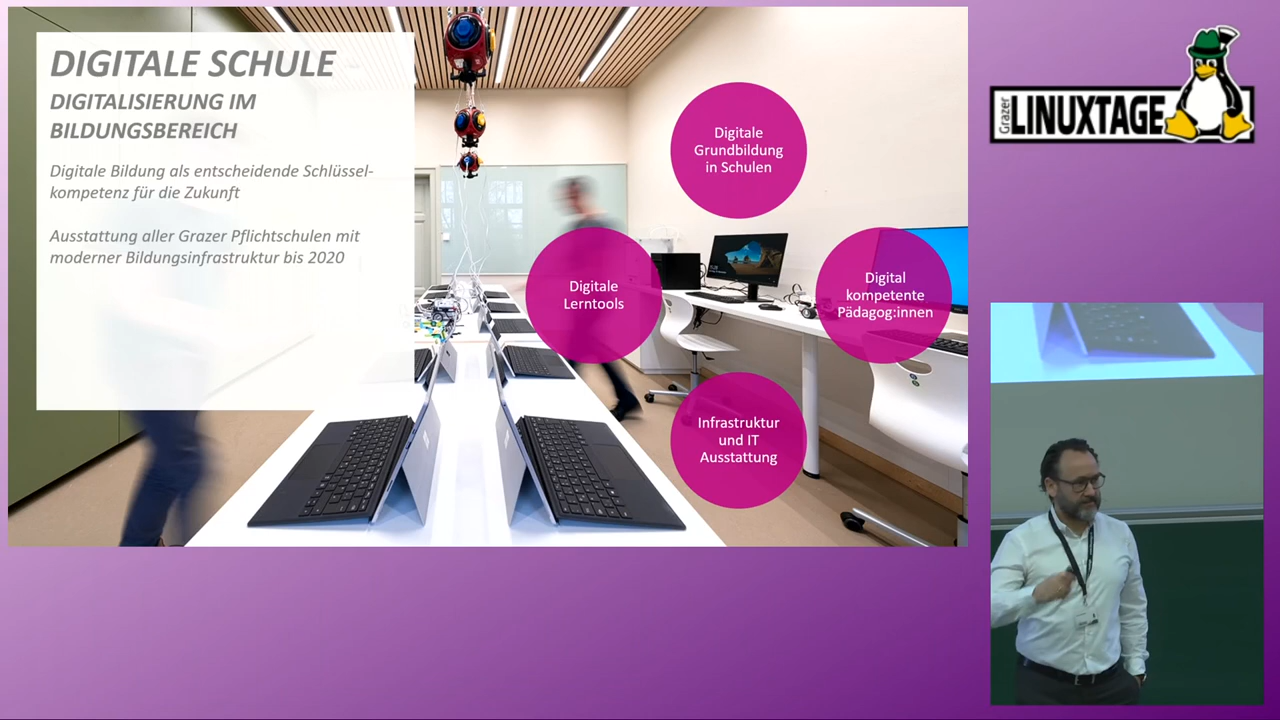 DIGITALE SCHULE
DIGITALISIERUNG IM
BILDUNGSBEREICH
Digitale Bildung als entscheidende Schlüssel-
kompetenz für die Zukunft
Ausstattung aller Grazer Pflichtschulen mit
moderner Bildungsinfrastruktur bis 2020
Digitale
Grundbildung
in Schulen
Digitale
Lerntools
Digital
kompetente
Pädagog:innen
Infrastruktur
und IT
Ausstattung
Grazer
LINUXTAGE